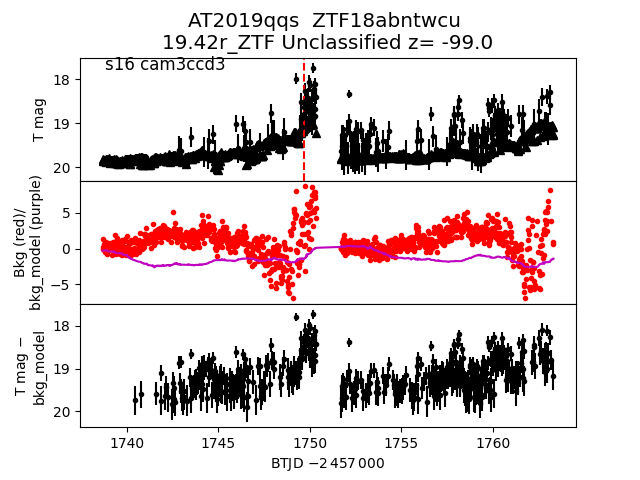 AT2019qqs  ZTF18abntwcu
19.42r_ZTF Unclassified z= -99.0
s16 cam3ccd3
T mag
18
19
20
Bkg (red)/
bkg_model (purple)
5
0
−5
T mag −
bkg_model
18
19
20
1740
1745
1750
1755
1760
BTJD −2 457 000